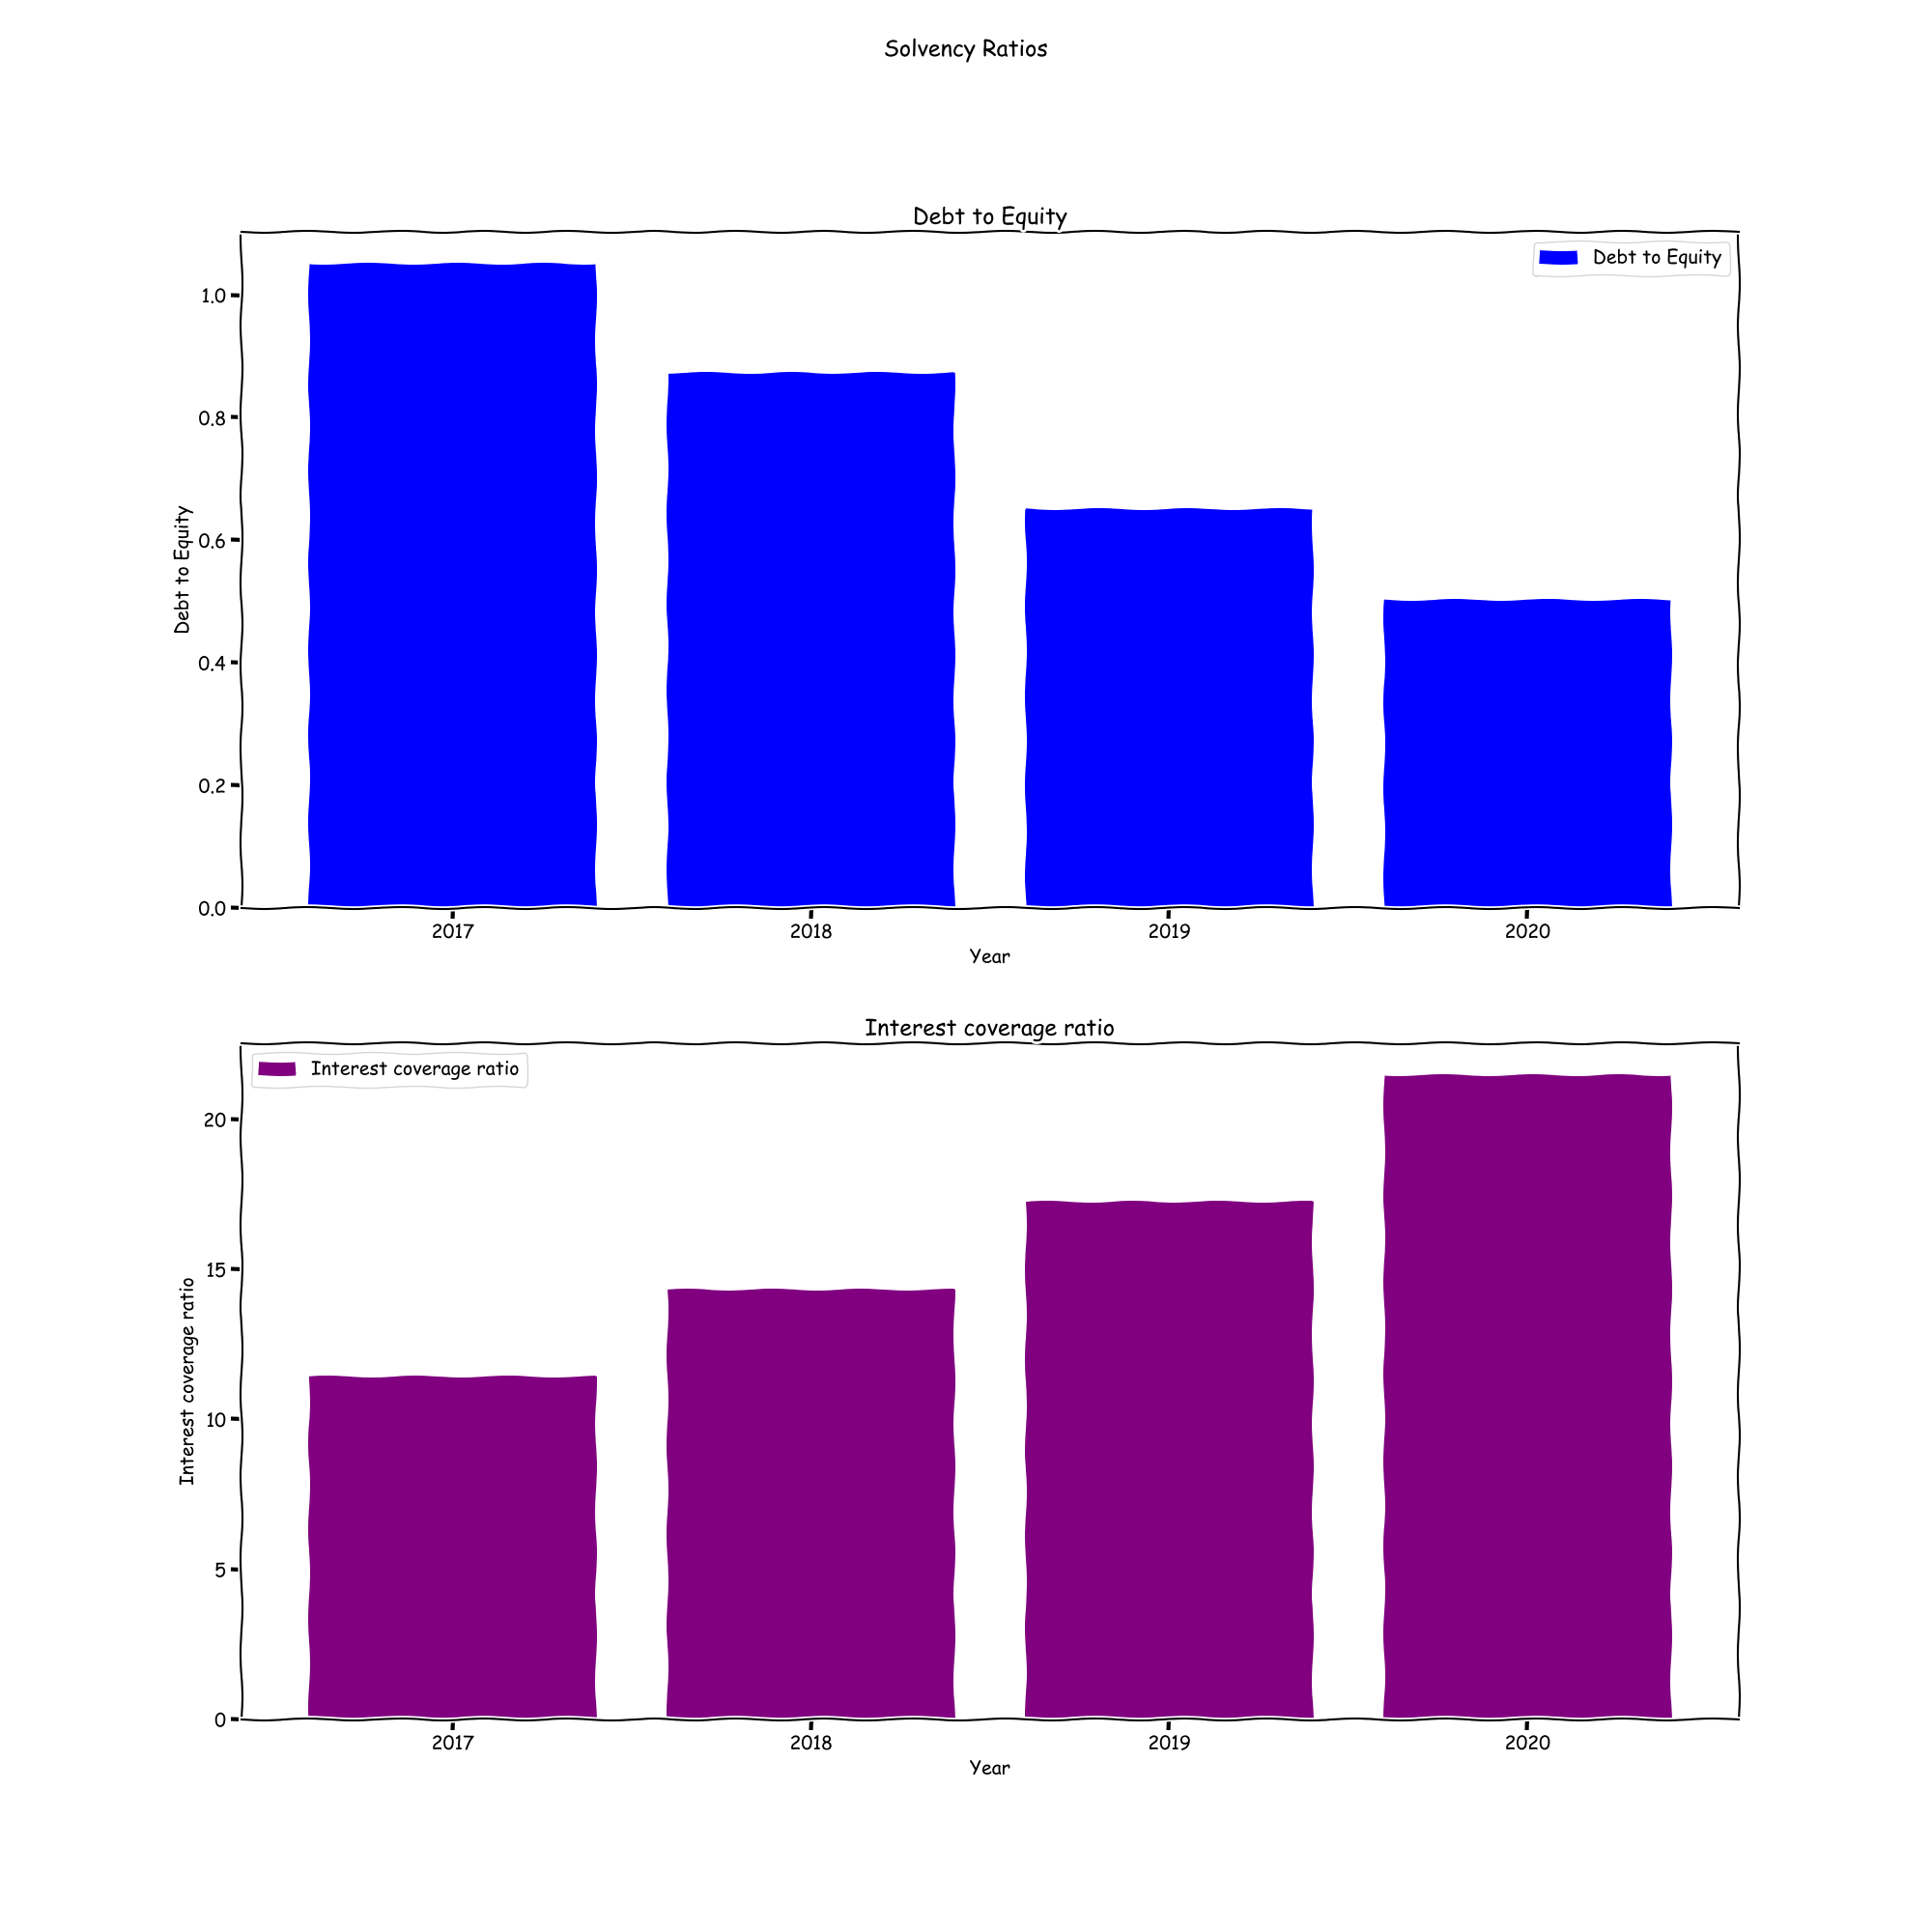 Solvency Ratios
Debt to Equity
Debt to Equity
1.0
0.8
0.6
0.4
0.2
0.0
Debt to Equity
2017 2018 2019 2020
Year
Interest coverage ratio
Interest coverage ratio
20
15
10
5
0
Interest coverage ratio
2017 2018 2019 2020
Year